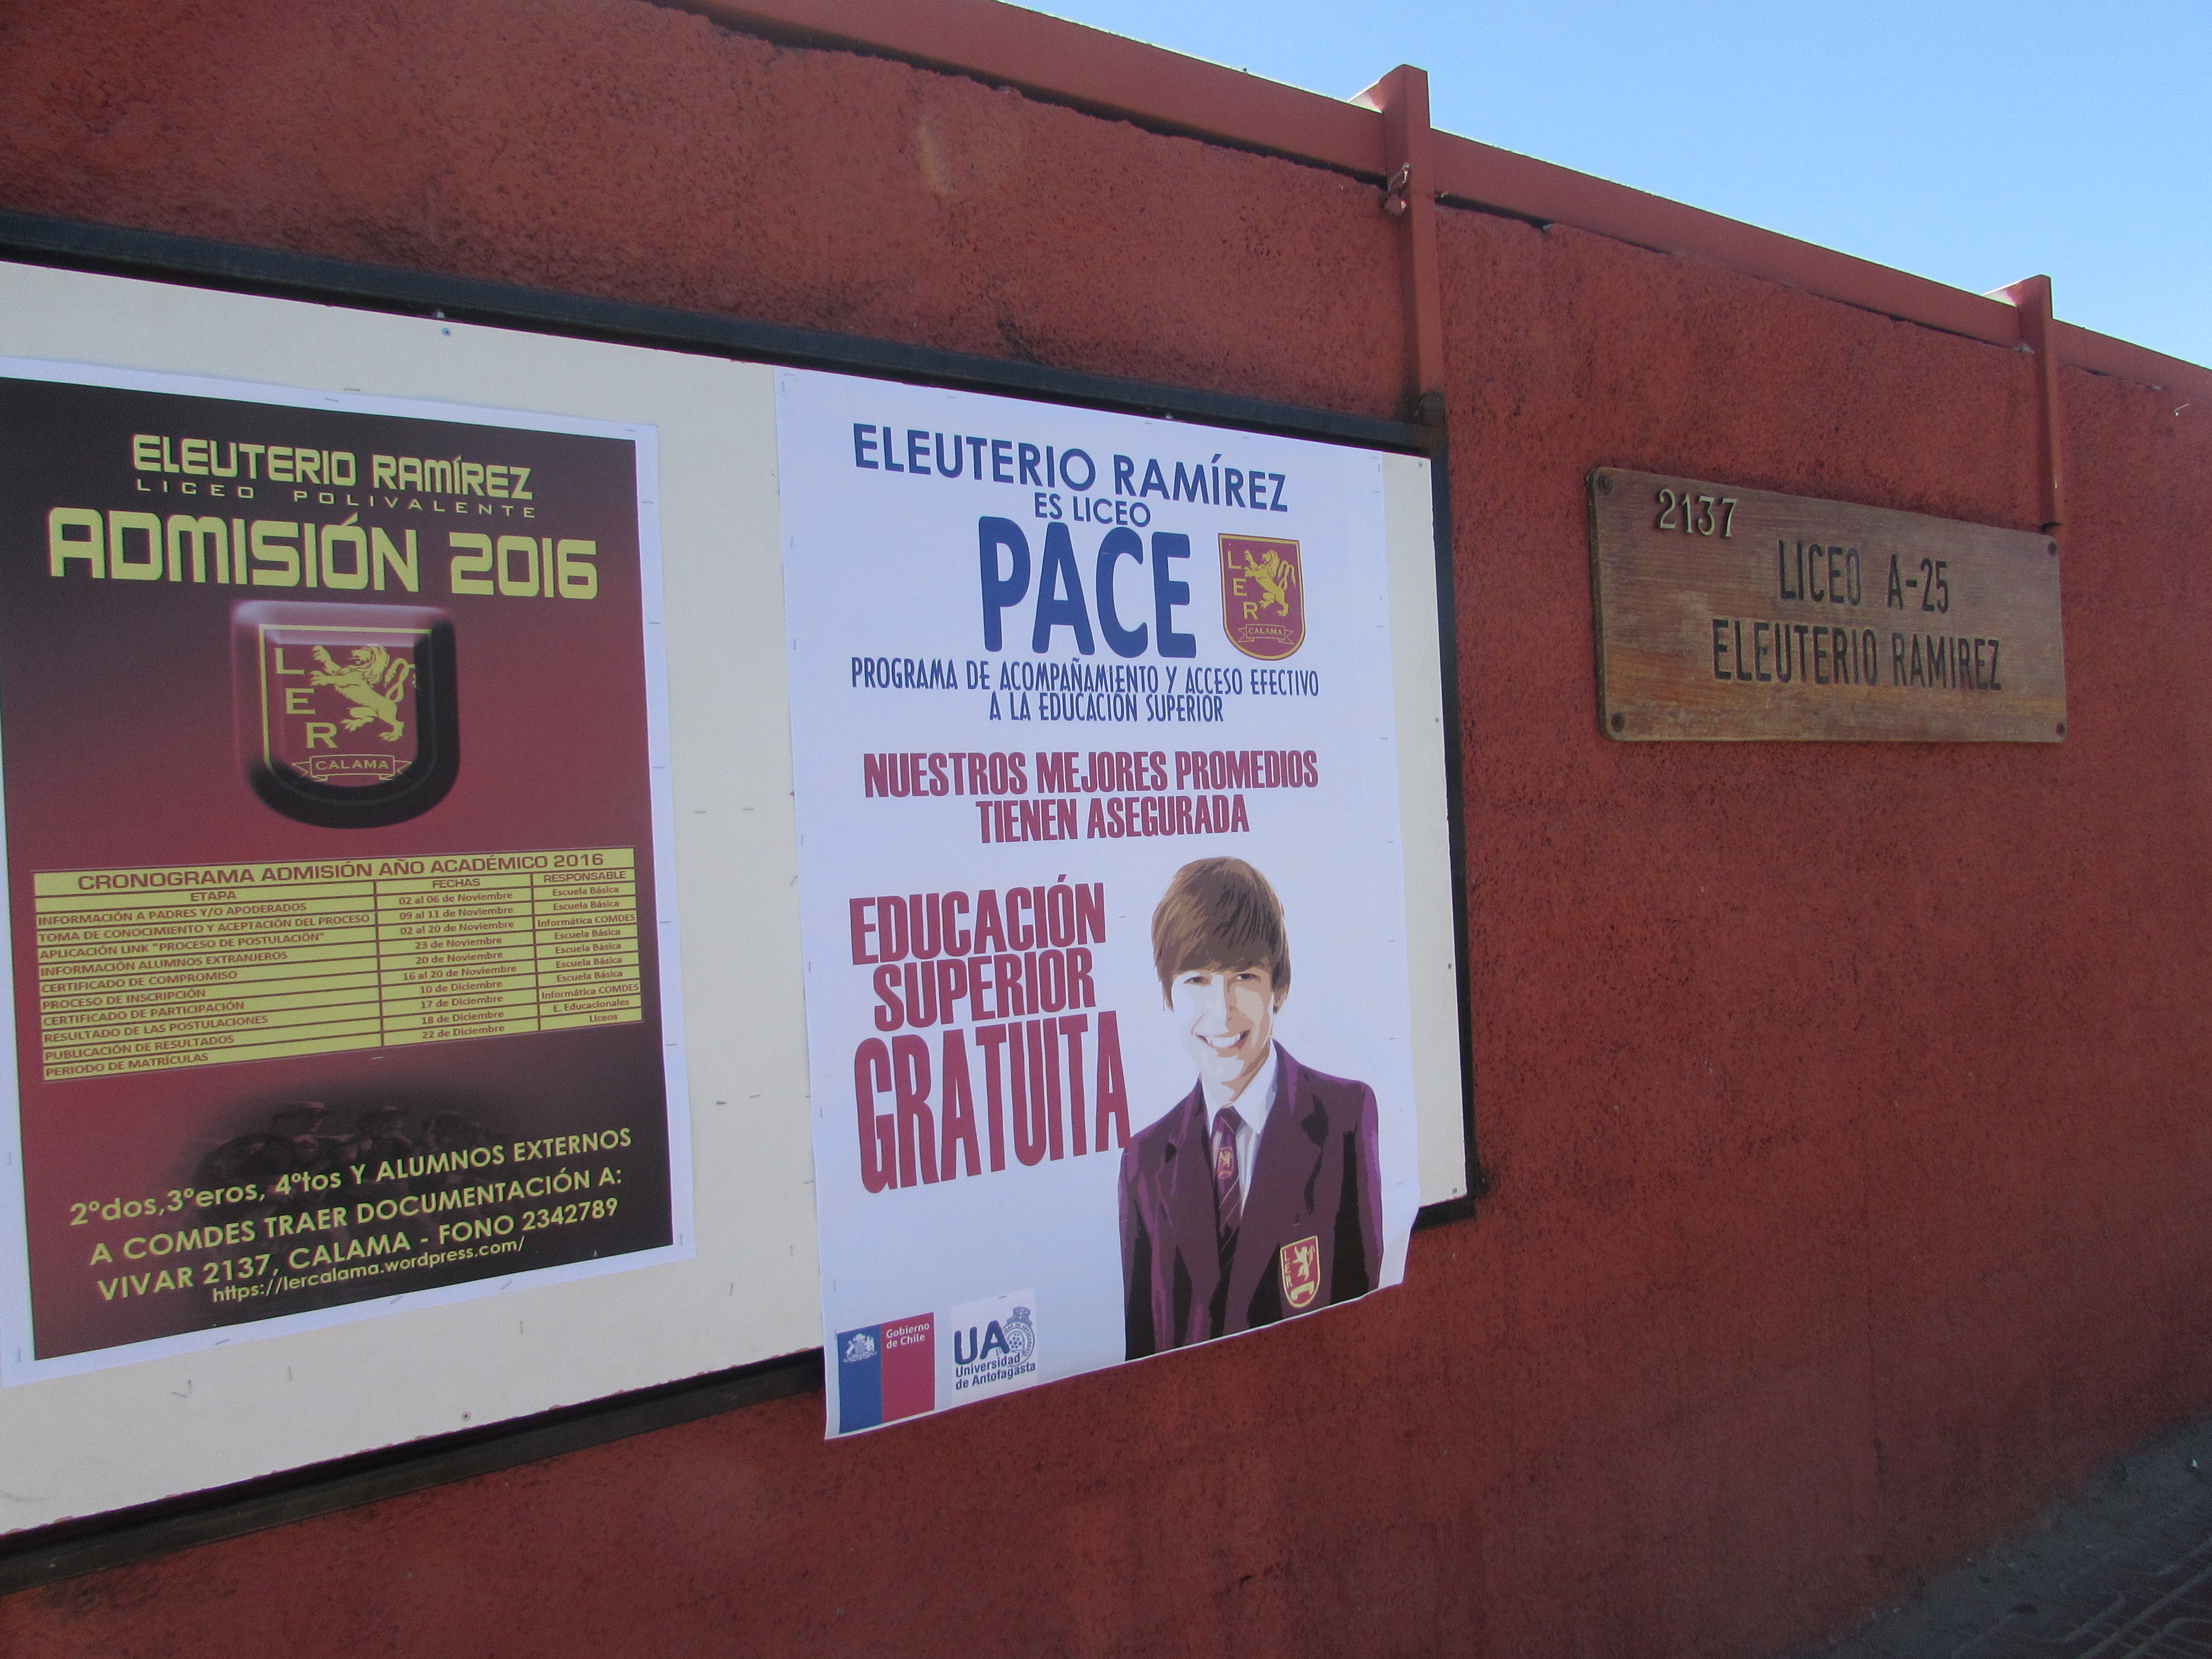 ELEUTERIO RAMÍREZ
LICEO POLIVALENTE
ADMISIÓN 2016
L
E
R
CALAMA
CRONOGRAMA ADMISIÓN AÑO ACADÉMICO 2016
ETAPA FECHAS RESPONSABLE
INFORMACIÓN A PADRES Y/O APODERADOS 02 al 06 de Noviembre Escuela Básica
TOMA DE CONOCIMIENTO Y ACEPTACIÓN DEL PROCESO 09 al 11 de Noviembre Escuela Básica
APLICACIÓN LINK "PROCESO DE POSTULACIÓN" 02 al 20 de Noviembre Informática COMDES
INFORMACIÓN ALUMNOS EXTRANJEROS 23 de Noviembre Escuela Básica
CERTIFICADO DE COMPROMISO 20 de Noviembre Escuela Básica
PROCESO DE INSCRIPCIÓN 16 al 20 de Noviembre Escuela Básica
CERTIFICADO DE PARTICIPACIÓN 10 de Diciembre Escuela Básica
RESULTADO DE LAS POSTULACIONES 17 de Diciembre Informática COMDES
PUBLICACIÓN DE RESULTADOS 18 de Diciembre E. Educacionales
PERIODO DE MATRÍCULAS 22 de Diciembre Liceos
2ºdos,3ºeros, 4ºtos Y ALUMNOS EXTERNOS
A COMDES TRAER DOCUMENTACIÓN A:
VIVAR 2137, CALAMA - FONO 2342789
https://lercalama.wordpress.com/
ELEUTERIO RAMÍREZ
ES LICEO
PACE
L
E
R
CALAMA
PROGRAMA DE ACOMPAÑAMIENTO Y ACCESO EFECTIVO
A LA EDUCACIÓN SUPERIOR
NUESTROS MEJORES PROMEDIOS
TIENEN ASEGURADA
EDUCACIÓN
SUPERIOR
GRATUITA
L
E
R
Gobierno
de Chile
UA
Universidad
de Antofagasta
2137
LICEO A-25
ELEUTERIO RAMIREZ